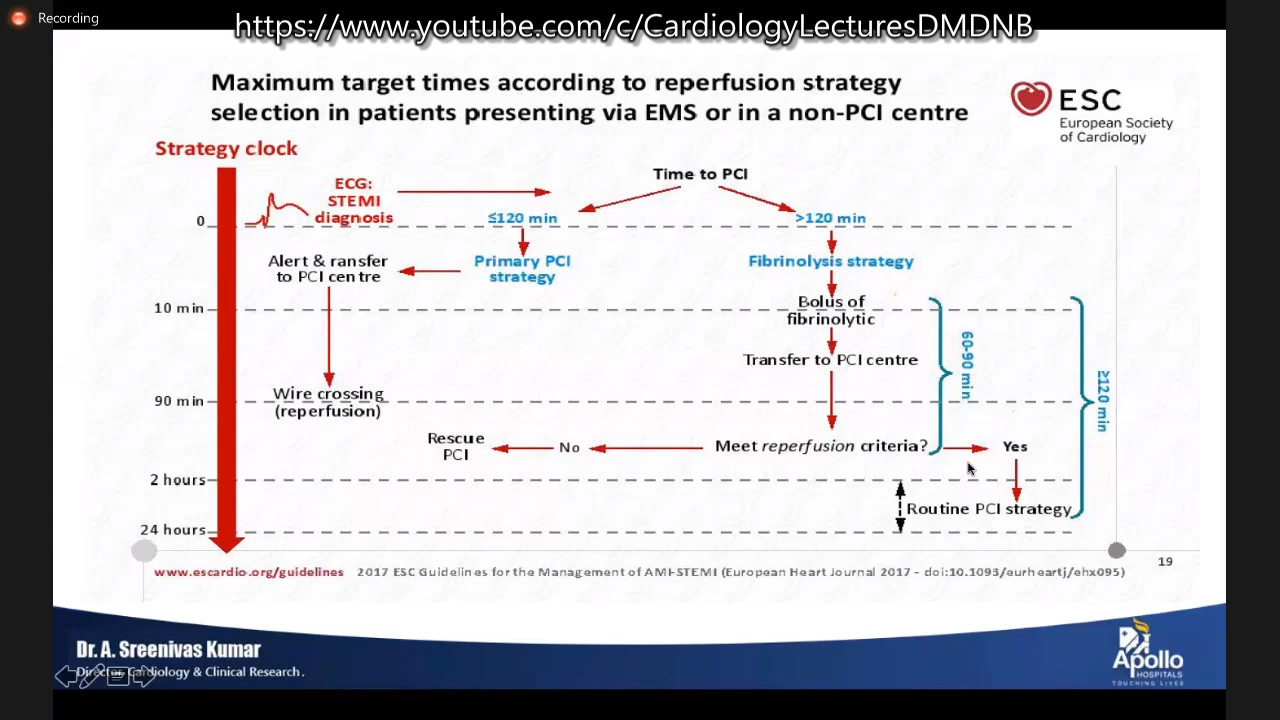 Recording
https://www.youtube.com/c/CardiologyLecturesDMDNB
Maximum target times according to reperfusion strategy
selection in patients presenting via EMS or in a non-PCI centre
ESC
European Society
of Cardiology
Strategy clock
Time to PCI
ECG:
STEMI
diagnosis
0
≤120 min
>120 min
Alert & ransfer
to PCI centre
Primary PCI
strategy
Fibrinolysis strategy
10 min
Bolus of
fibrinolytic
60-90 min
Transfer to PCI centre
≥120 min
90 min
Wire crossing
(reperfusion)
Rescue
PCI
No
Meet reperfusion criteria?
Yes
2 hours
Routine PCI strategy
24 hours
www.escardio.org/guidelines 2017 ESC Guidelines for the Management of AMI-STEMI (European Heart Journal 2017 - doi:10.1093/eurheartj/ehx095)
19
Dr. A. Sreenivas Kumar
Director Cardiology & Clinical Research.
Apollo
HOSPITALS
TOUCHING LIVES